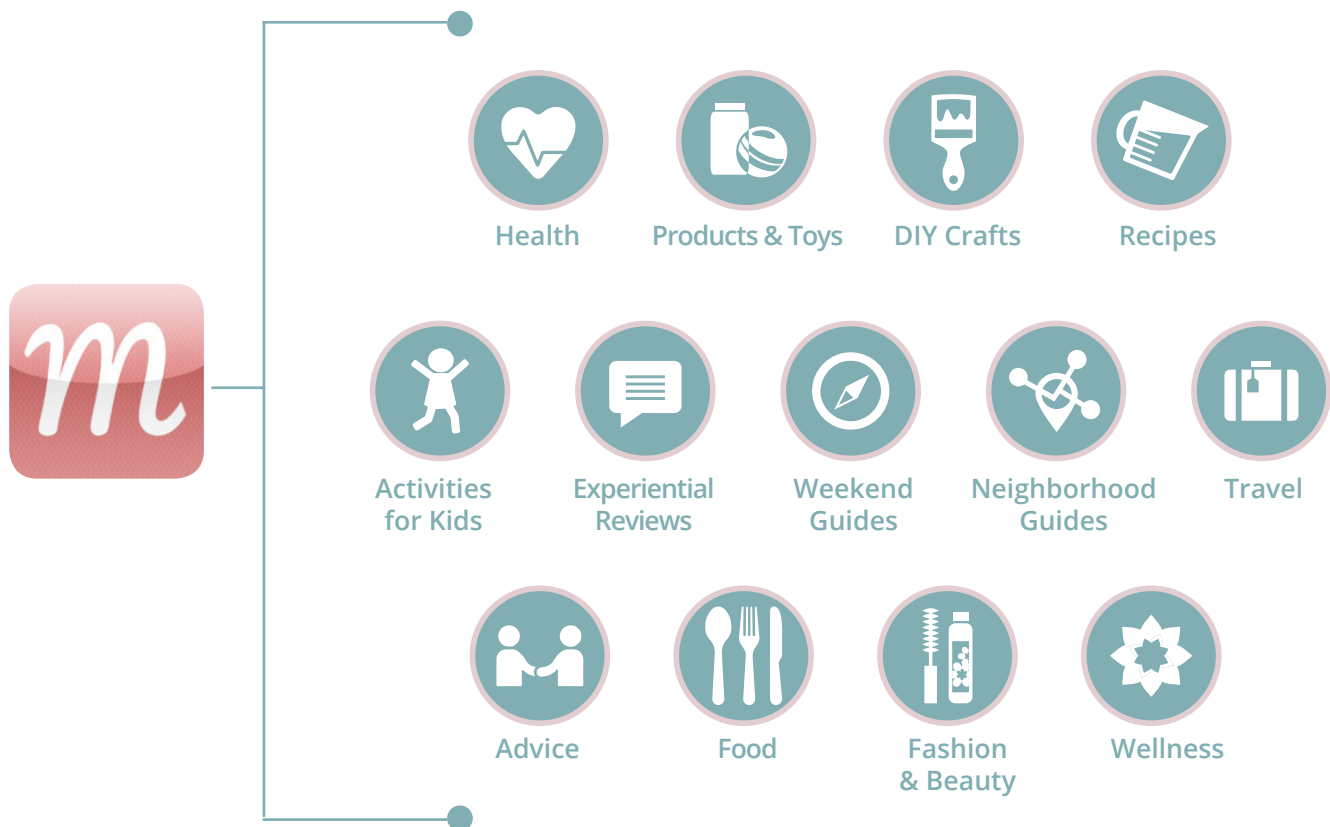 m
Health
Products & Toys
DIY Crafts
Recipes
Activities
for Kids
Experiential
Reviews
Weekend
Guides
Neighborhood
Guides
Travel
Advice
Food
Fashion
& Beauty
Wellness